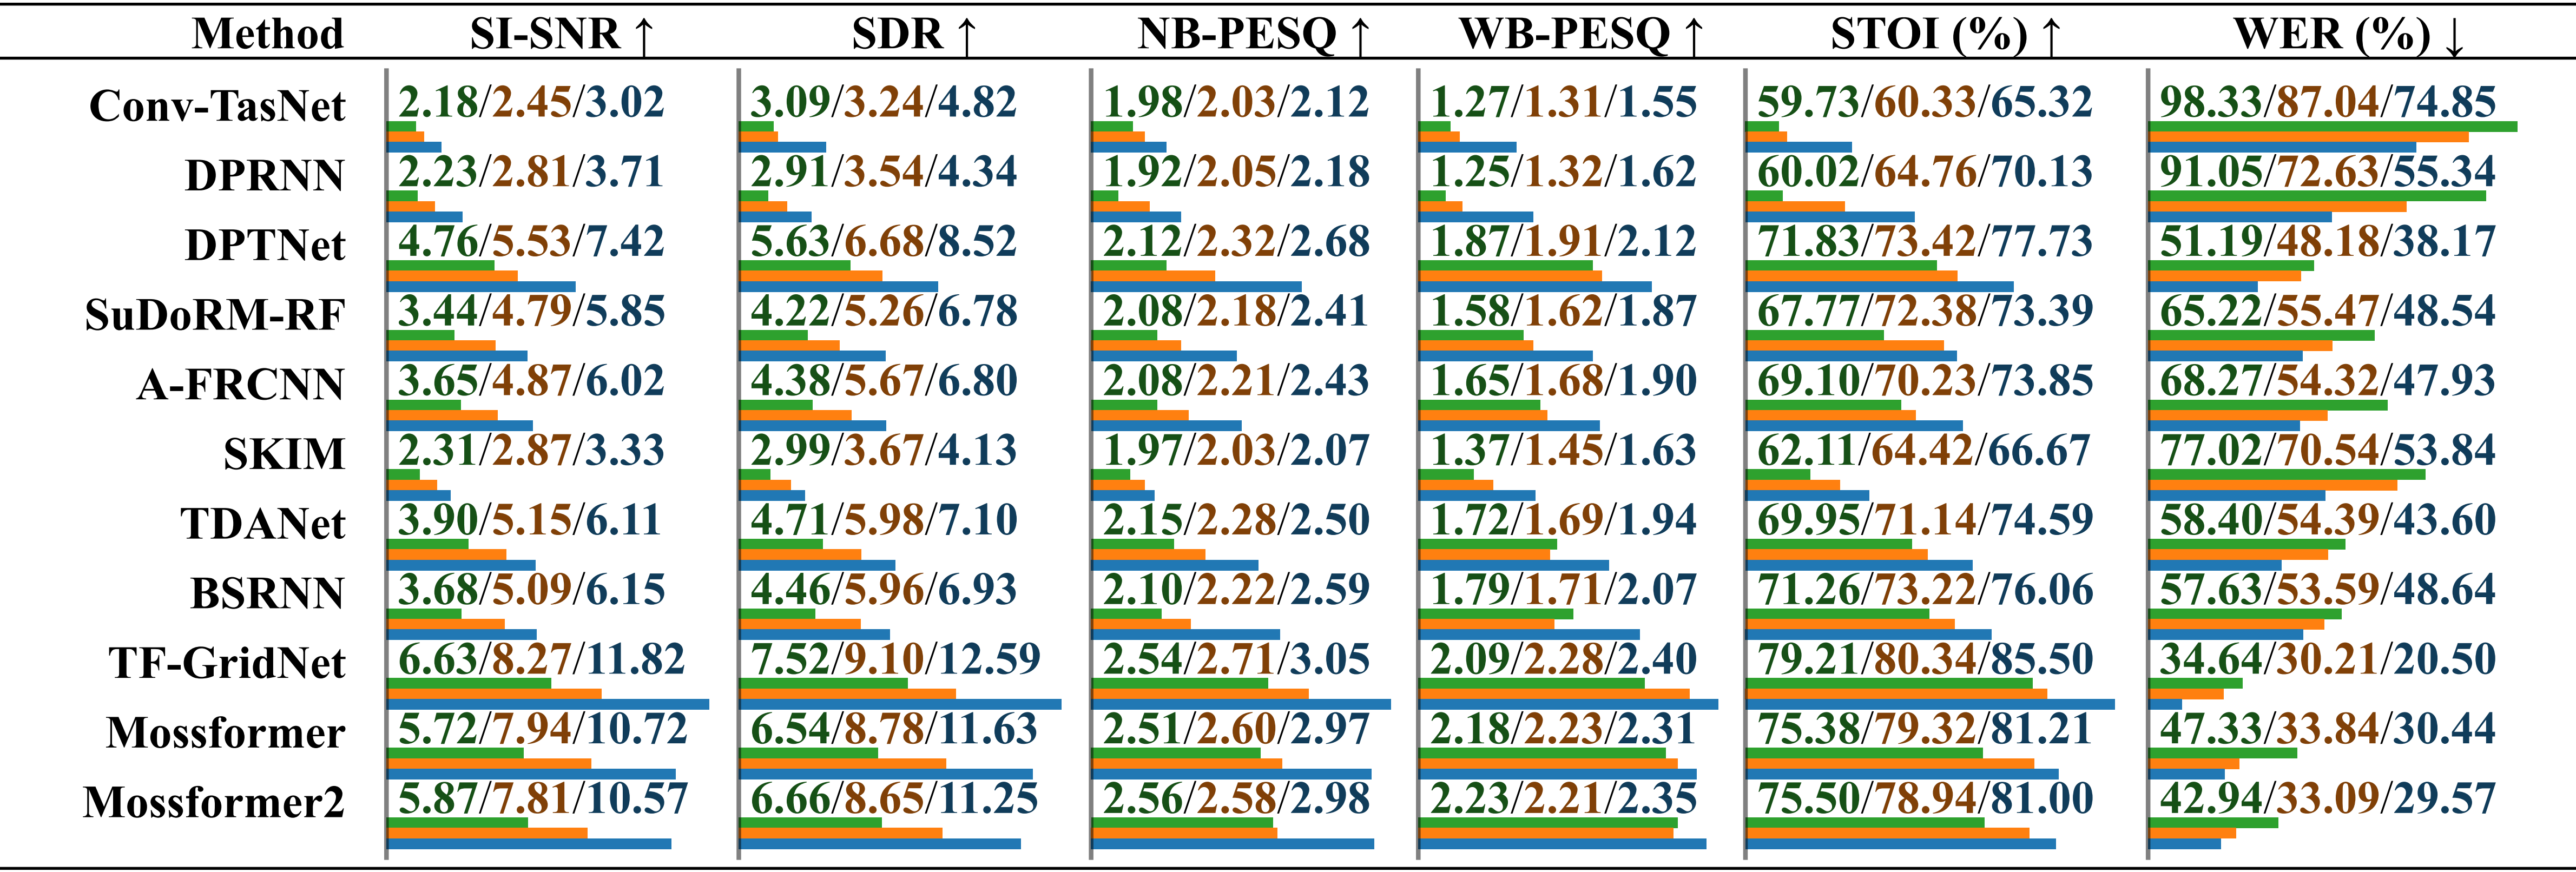 Method SI-SNR ↑ SDR ↑ NB-PESQ ↑ WB-PESQ ↑ STOI (%) ↑ WER (%) ↓
Conv-TasNet 2.18/2.45/3.02 3.09/3.24/4.82 1.98/2.03/2.12 1.27/1.31/1.55 59.73/60.33/65.32 98.33/87.04/74.85
DPRNN 2.23/2.81/3.71 2.91/3.54/4.34 1.92/2.05/2.18 1.25/1.32/1.62 60.02/64.76/70.13 91.05/72.63/55.34
DPTNet 4.76/5.53/7.42 5.63/6.68/8.52 2.12/2.32/2.68 1.87/1.91/2.12 71.83/73.42/77.73 51.19/48.18/38.17
SuDoRM-RF 3.44/4.79/5.85 4.22/5.26/6.78 2.08/2.18/2.41 1.58/1.62/1.87 67.77/72.38/73.39 65.22/55.47/48.54
A-FRCNN 3.65/4.87/6.02 4.38/5.67/6.80 2.08/2.21/2.43 1.65/1.68/1.90 69.10/70.23/73.85 68.27/54.32/47.93
SKIM 2.31/2.87/3.33 2.99/3.67/4.13 1.97/2.03/2.07 1.37/1.45/1.63 62.11/64.42/66.67 77.02/70.54/53.84
TDANet 3.90/5.15/6.11 4.71/5.98/7.10 2.15/2.28/2.50 1.72/1.69/1.94 69.95/71.14/74.59 58.40/54.39/43.60
BSRNN 3.68/5.09/6.15 4.46/5.96/6.93 2.10/2.22/2.59 1.79/1.71/2.07 71.26/73.22/76.06 57.63/53.59/48.64
TF-GridNet 6.63/8.27/11.82 7.52/9.10/12.59 2.54/2.71/3.05 2.09/2.28/2.40 79.21/80.34/85.50 34.64/30.21/20.50
Mossformer 5.72/7.94/10.72 6.54/8.78/11.63 2.51/2.60/2.97 2.18/2.23/2.31 75.38/79.32/81.21 47.33/33.84/30.44
Mossformer2 5.87/7.81/10.57 6.66/8.65/11.25 2.56/2.58/2.98 2.23/2.21/2.35 75.50/78.94/81.00 42.94/33.09/29.57